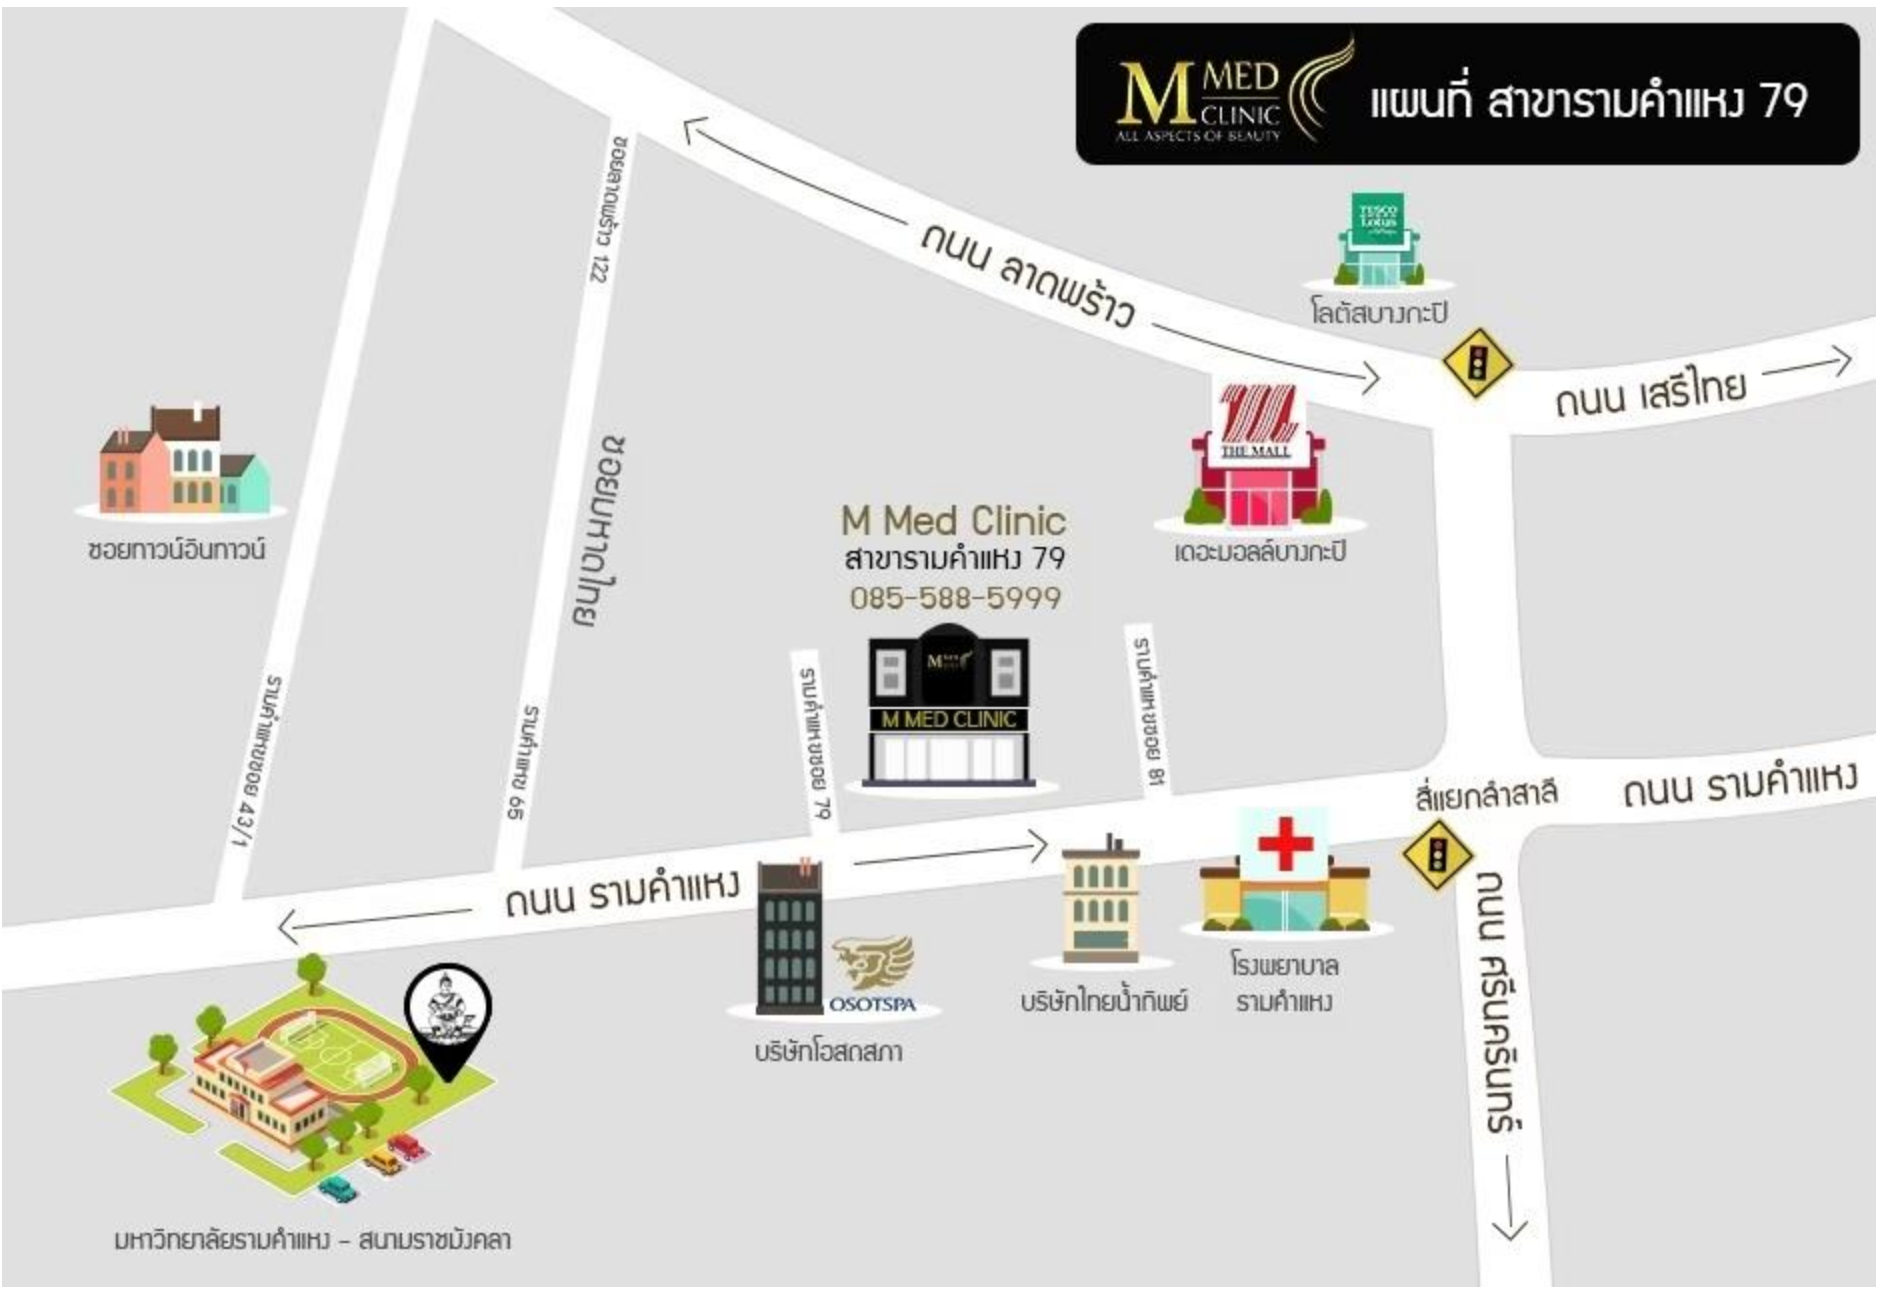 M MED
CLINIC
ALL ASPECTS OF BEAUTY
แผนที่ สาขารามคำแหง 79
ซอยลาดพร้าว 122
ถนน ลาดพร้าว
TESCO
Lotus
โลตัสบางกะปิ
ถนน เสรีไทย
THE MALL
เดอะมอลล์บางกะปิ
ซอยทาวน์อินทาวน์
ซอยมหาดไทย
M Med Clinic
สาขารามคำแหง 79
085-588-5999
M MED CLINIC
รามคำแหงซอย 43/1
รามคำแหง 65
รามคำแหงซอย 79
รามคำแหงซอย 81
สี่แยกลำสาลี
ถนน รามคำแหง
ถนน รามคำแหง
OSOTSPA
บริษัทโอสถสภา
บริษัทไทยน้ำทิพย์
โรงพยาบาล
รามคำแหง
ถนน ศรีนครินทร์
มหาวิทยาลัยรามคำแหง - สนามราชมังคลา